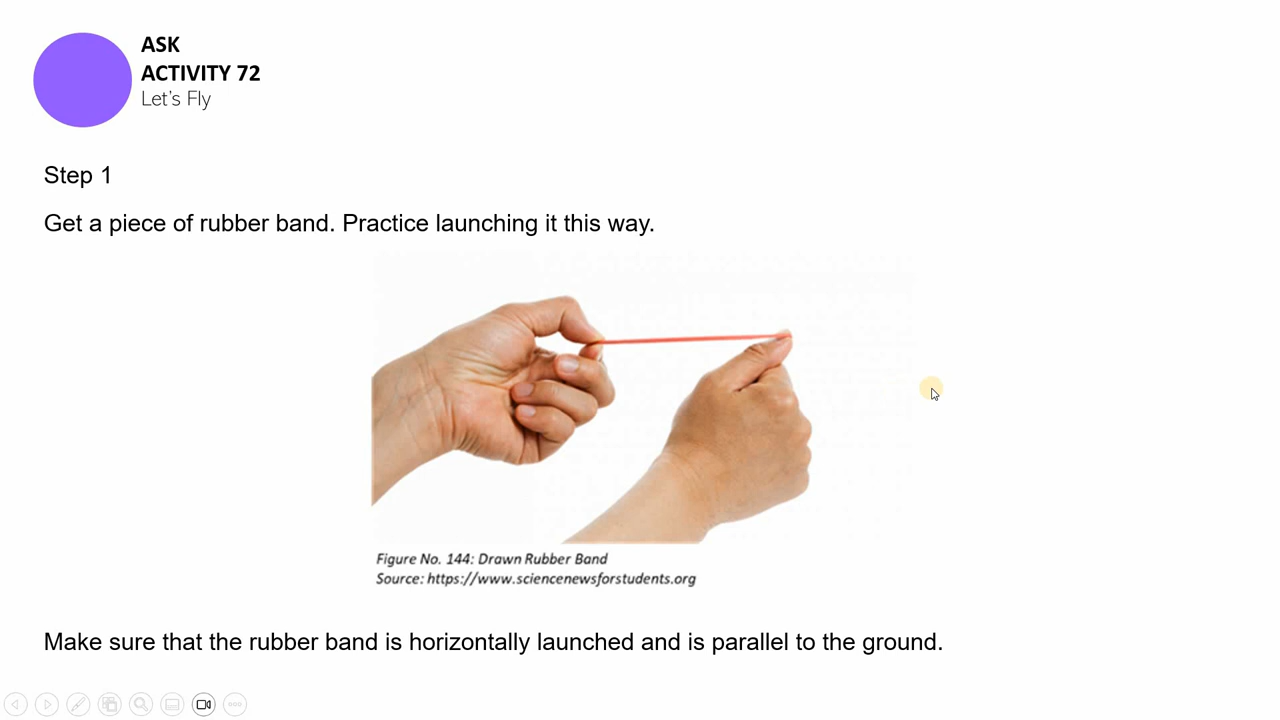 ASK
ACTIVITY 72
Let's Fly
Step 1
Get a piece of rubber band. Practice launching it this way.
Figure No. 144: Drawn Rubber Band
Source: https://www.sciencenewsforstudents.org
Make sure that the rubber band is horizontally launched and is parallel to the ground.